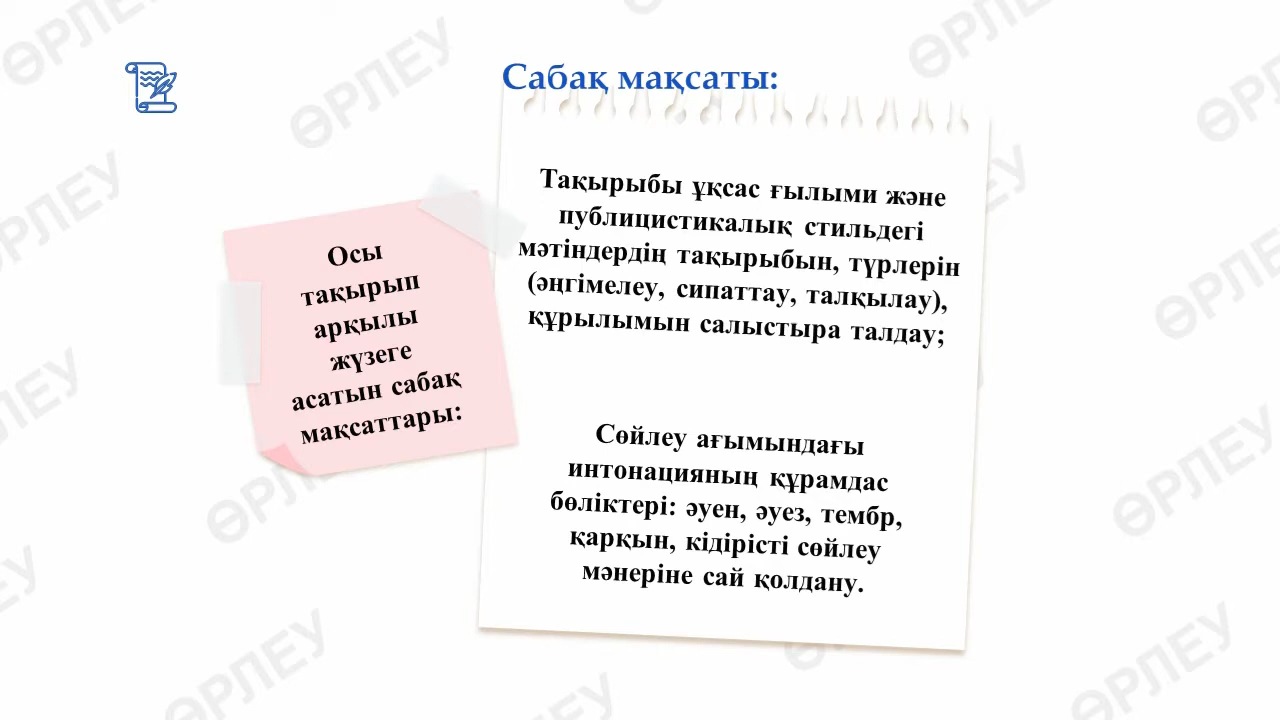 Сабақ мақсаты:
Осы
тақырып
арқылы
жүзеге
асатын сабақ
мақсаттары:
Тақырыбы ұқсас ғылыми және
публицистикалық стильдегі
мәтіндердің тақырыбын, түрлерін
(әңгімелеу, сипаттау, талқылау),
құрылымын салыстыра талдау;
Сөйлеу ағымындағы
интонацияның құрамдас
бөліктері: әуен, әуез, тембр,
қарқын, кідірісті сөйлеу
мәнеріне сай қолдану.
ӨРЛЕУ